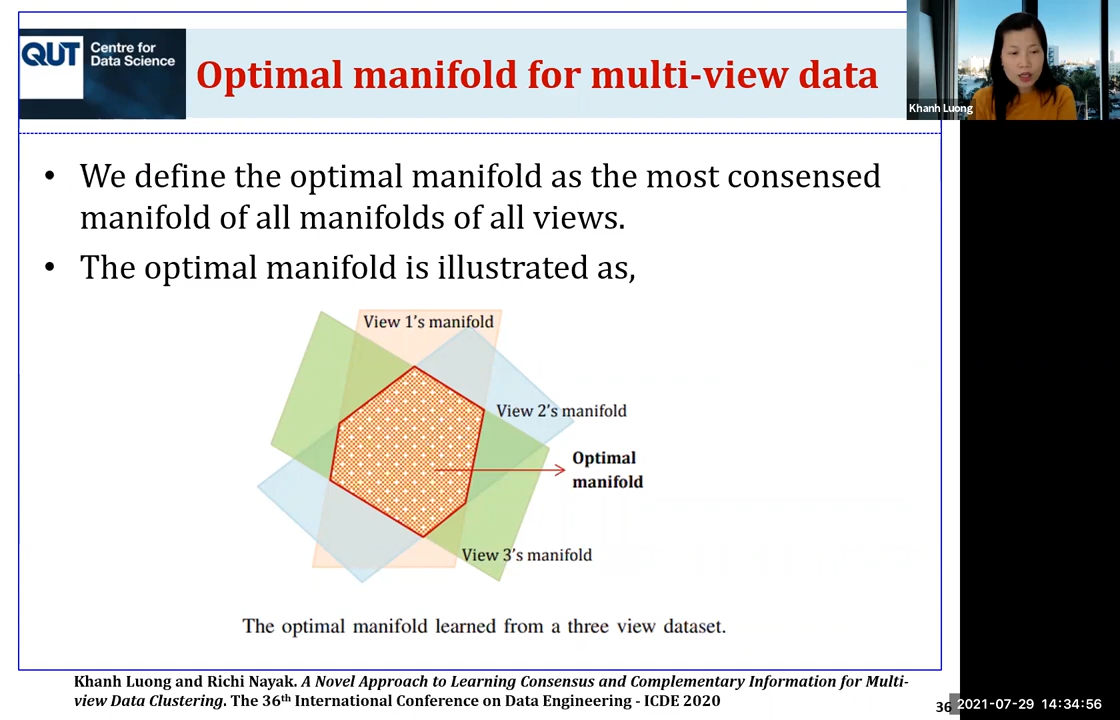 QUT
Centre for
Data Science
Optimal manifold for multi-view data
Khanh Luong
• We define the optimal manifold as the most consensed
manifold of all manifolds of all views.
• The optimal manifold is illustrated as,
View 1's manifold
View 2's manifold
Optimal
manifold
View 3's manifold
The optimal manifold learned from a three view dataset.
Khanh Luong and Richi Nayak. A Novel Approach to Learning Consensus and Complementary Information for Multi-
view Data Clustering. The 36th International Conference on Data Engineering - ICDE 2020
36
2021-07-29 14:34:56